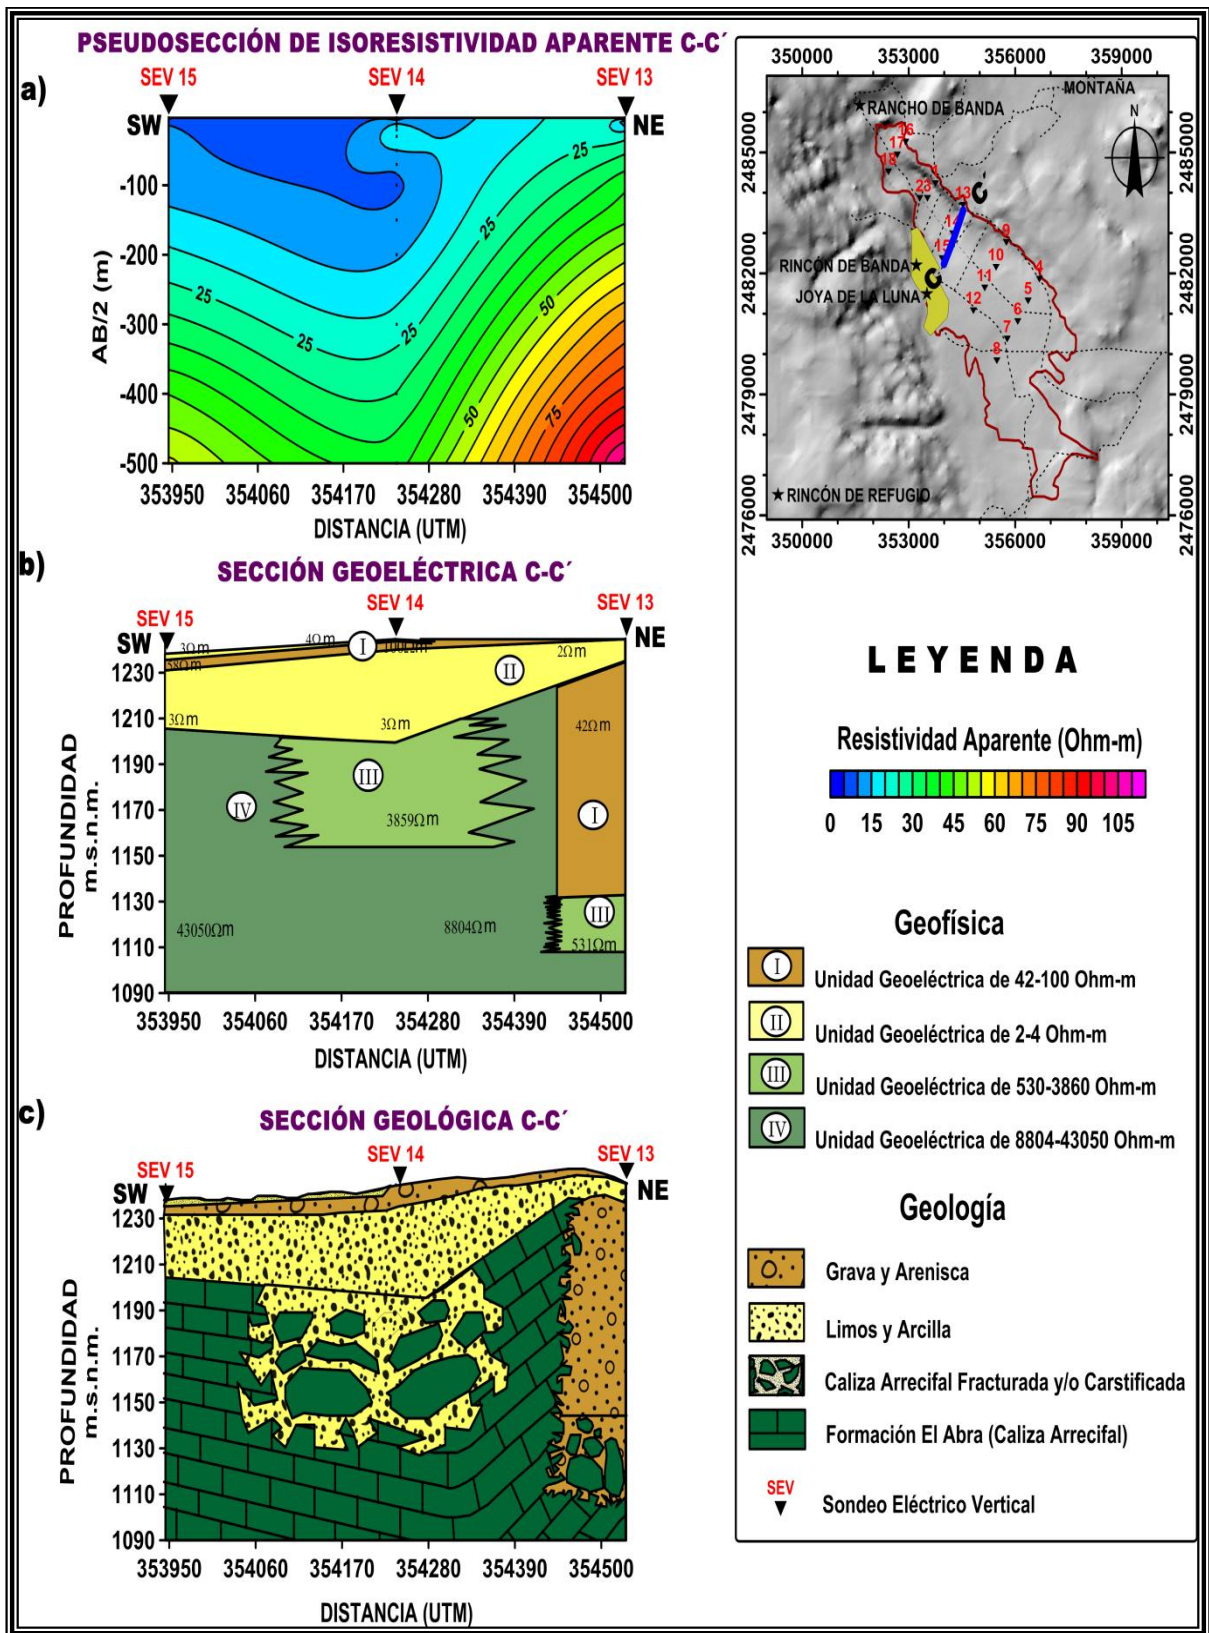 PSEUDOSECCIÓN DE ISORESISTIVIDAD APARENTE C-C´
a)
SEV 15
SEV 14
SEV 13
SW
NE
AB/2 (m)
-100
-200
-300
-400
-500
25
25
25
25
25
50
50
75
353950 354060 354170 354280 354390 354500
DISTANCIA (UTM)
350000 353000 356000 359000
MONTAÑA
RANCHO DE BANDA
N
16
17
18
1
23
13
C´
14
15
9
10
4
11
5
12
6
7
8
C
RINCÓN DE BANDA
JOYA DE LA LUNA
RINCÓN DE REFUGIO
2485000
2482000
2479000
2476000
2485000
2482000
2479000
2476000
350000 353000 356000 359000
b)
SECCIÓN GEOELÉCTRICA C-C´
SEV 15
SEV 14
SEV 13
SW
NE
3Ωm
4Ωm
I
100Ωm
2Ωm
58Ωm
II
3Ωm
3Ωm
42Ωm
III
IV
3859Ωm
I
III
43050Ωm
8804Ωm
531Ωm
PROFUNDIDAD
m.s.n.m.
1230
1210
1190
1170
1150
1130
1110
1090
353950 354060 354170 354280 354390 354500
DISTANCIA (UTM)
LEYENDA
Resistividad Aparente (Ohm-m)
0 15 30 45 60 75 90 105
Geofísica
I
Unidad Geoeléctrica de 42-100 Ohm-m
II
Unidad Geoeléctrica de 2-4 Ohm-m
III
Unidad Geoeléctrica de 530-3860 Ohm-m
IV
Unidad Geoeléctrica de 8804-43050 Ohm-m
c)
SECCIÓN GEOLÓGICA C-C´
SEV 15
SEV 14
SEV 13
SW
NE
PROFUNDIDAD
m.s.n.m.
1230
1210
1190
1170
1150
1130
1110
1090
353950 354060 354170 354280 354390 354500
DISTANCIA (UTM)
Geología
Grava y Arenisca
Limos y Arcilla
Caliza Arrecifal Fracturada y/o Carstificada
Formación El Abra (Caliza Arrecifal)
SEV
Sondeo Eléctrico Vertical